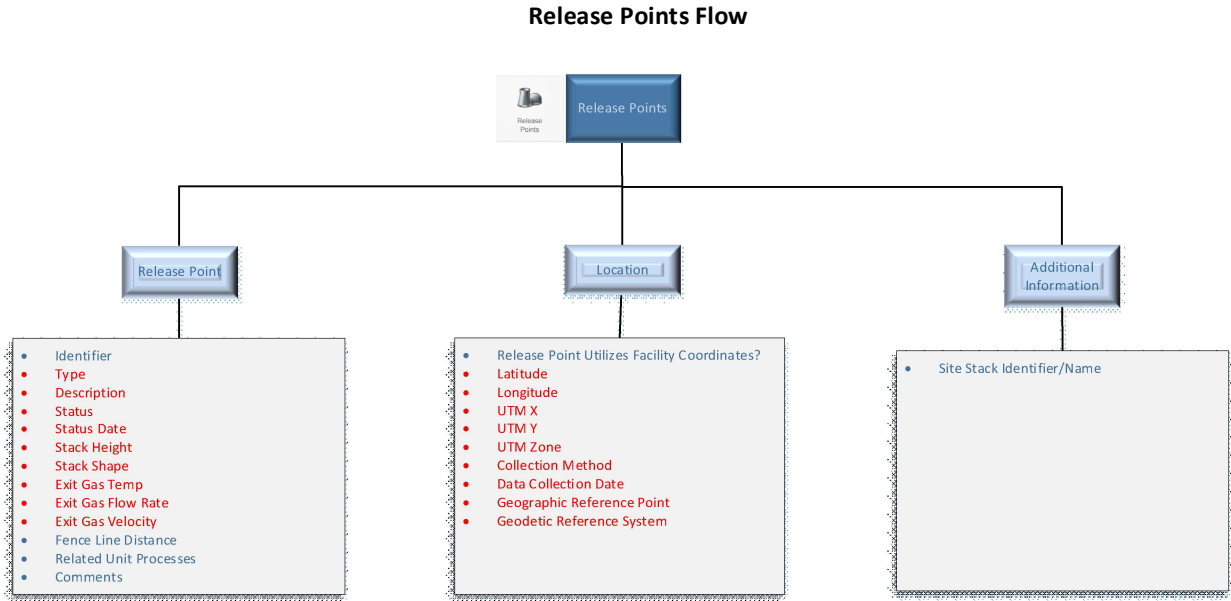 Release Points Flow
Release
Points
Release Points
Release Point
Location
Additional
Information
Identifier
Type
Description
Status
Status Date
Stack Height
Stack Shape
Exit Gas Temp
Exit Gas Flow Rate
Exit Gas Velocity
Fence Line Distance
Related Unit Processes
Comments
Release Point Utilizes Facility Coordinates?
Latitude
Longitude
UTM X
UTM Y
UTM Zone
Collection Method
Data Collection Date
Geographic Reference Point
Geodetic Reference System
Site Stack Identifier/Name